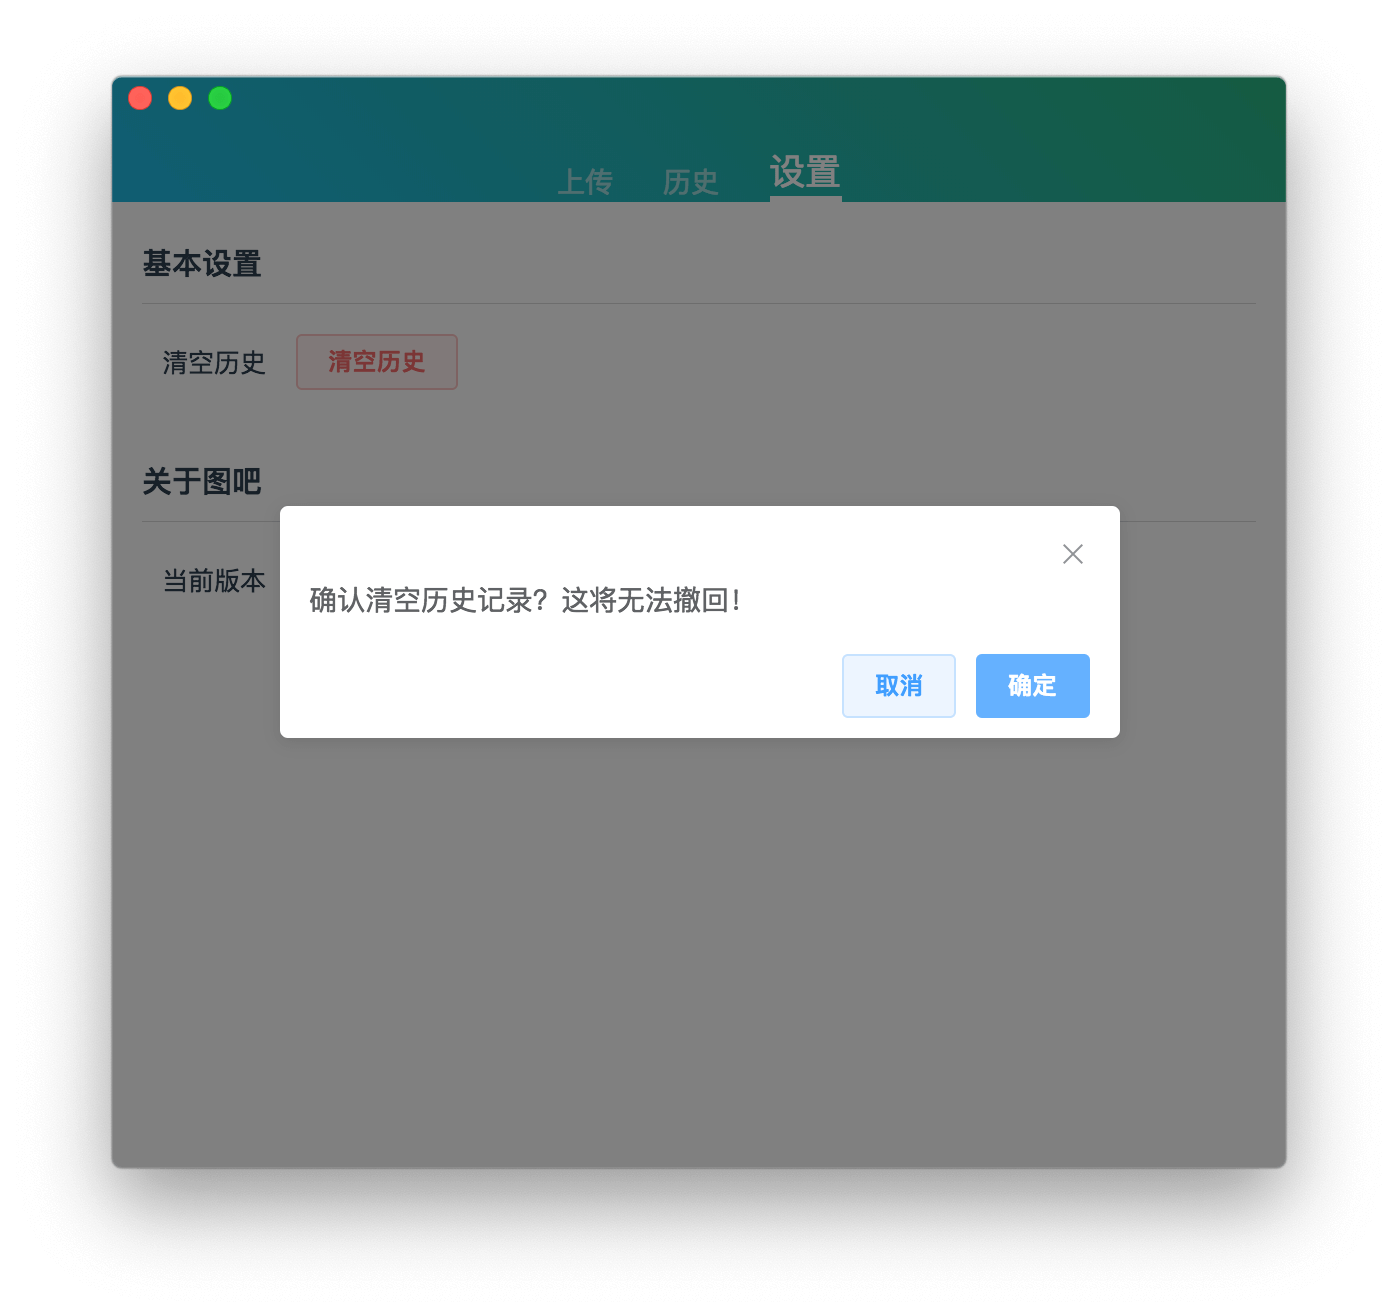 上传 历史 设置
基本设置
清空历史 清空历史
关于图吧
当前版本
确认清空历史记录？这将无法撤回！
取消 确定